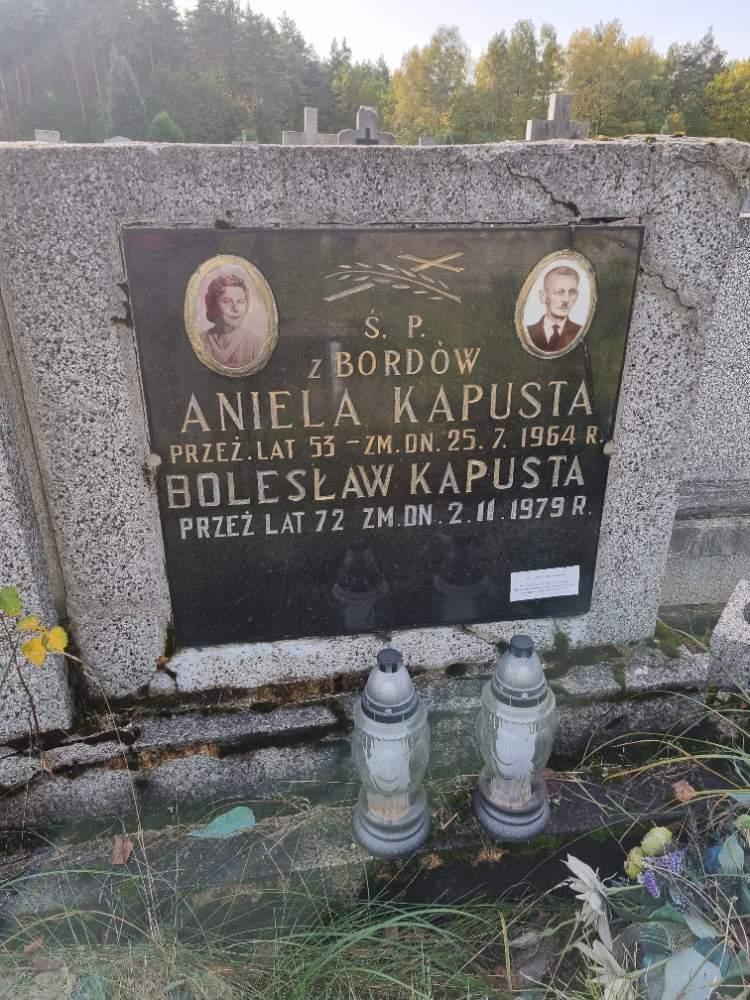 Ś. P.
z BORDÓW
ANIELA KAPUSTA
PRZEŻ. LAT 53 – ZM. DN. 25. 7. 1964 R.
BOLESŁAW KAPUSTA
PRZEŻ LAT 72 ZM. DN. 2. 11. 1979 R.